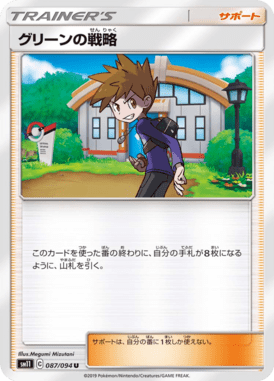 TRAINER'S
サポート
グリーンの戦略
このカードを使った番の終わりに、自分の手札が8枚になる
ように、山札を引く。
Illus.Megumi Mizutani
sm11 C 087/094 U
サポートは、自分の番に1枚しか使えない。
©2019 Pokémon/Nintendo/Creatures/GAME FREAK.